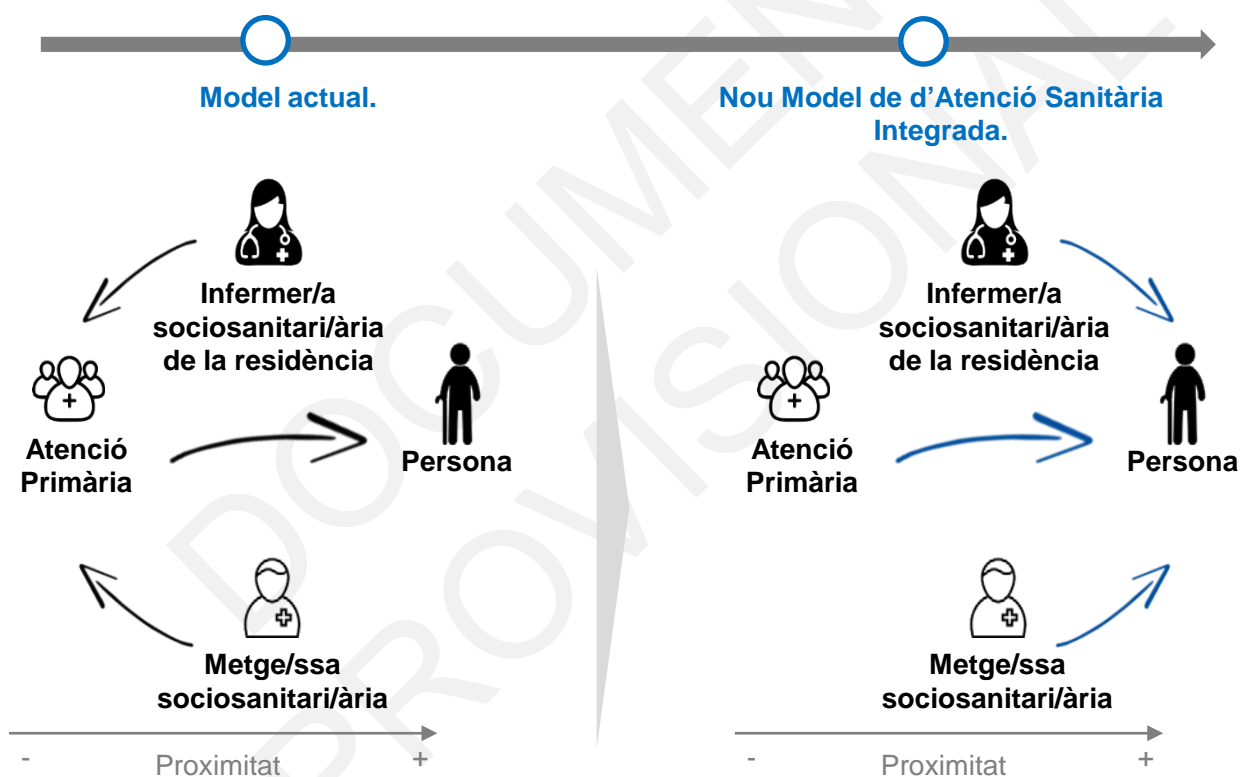 Model actual.
Nou Model de d’Atenció Sanitària
Integrada.
Infermer/a
sociosanitari/ària
de la residència
Atenció
Primària
Persona
Metge/ssa
sociosanitari/ària
- Proximitat +
Infermer/a
sociosanitari/ària
de la residència
Atenció
Primària
Persona
Metge/ssa
sociosanitari/ària
- Proximitat +
DOCUMEN
PROVISIONAL